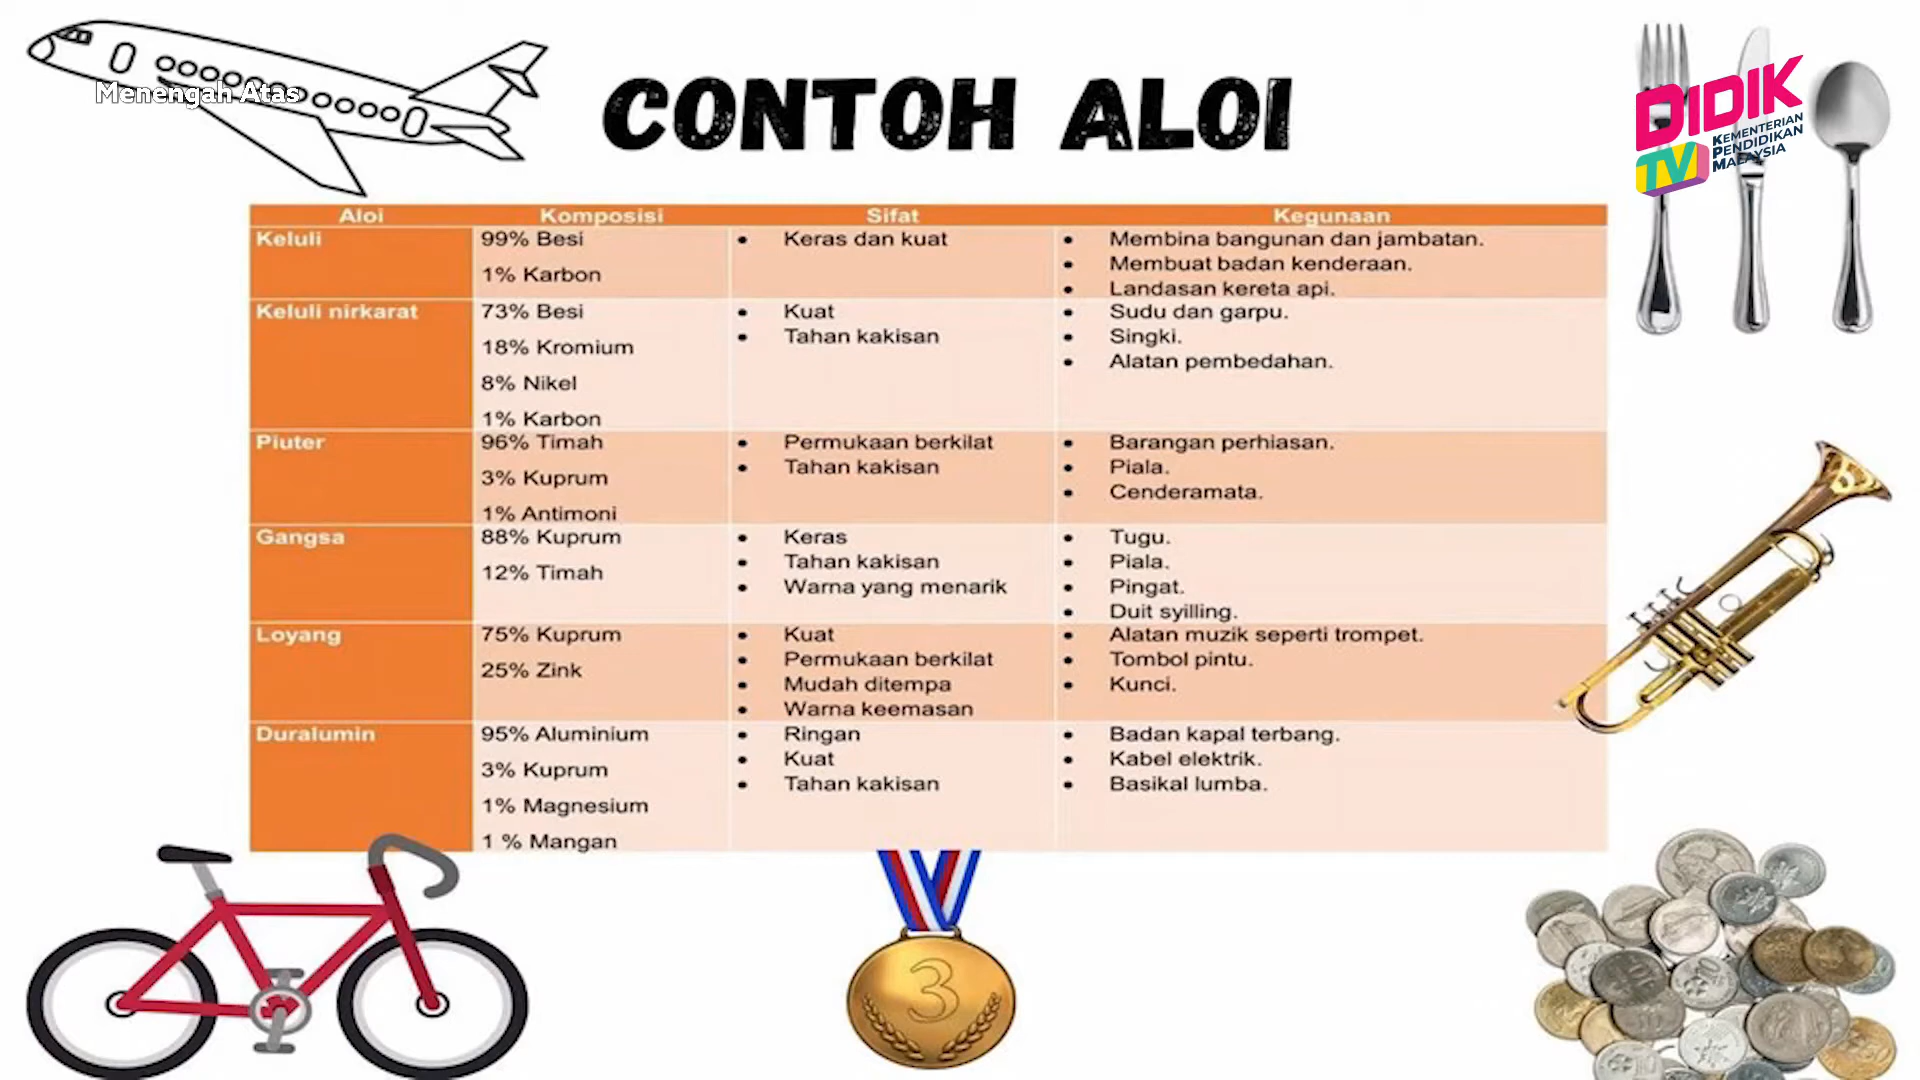 Menengah Atas
CONTOH ALOI
DIDIK
TV
KEMENTERIAN
PENDIDIKAN
MALAYSIA
Aloi Komposisi Sifat Kegunaan
Keluli
99% Besi
1% Karbon
Keras dan kuat
Membina bangunan dan jambatan.
Membuat badan kenderaan.
Landasan kereta api.
Keluli nirkarat
73% Besi
18% Kromium
8% Nikel
1% Karbon
Kuat
Tahan kakisan
Sudu dan garpu.
Singki.
Alatan pembedahan.
Piuter
96% Timah
3% Kuprum
1% Antimoni
Permukaan berkilat
Tahan kakisan
Barangan perhiasan.
Piala.
Cenderamata.
Gangsa
88% Kuprum
12% Timah
Keras
Tahan kakisan
Warna yang menarik
Tugu.
Piala.
Pingat.
Duit syilling.
Loyang
75% Kuprum
25% Zink
Kuat
Permukaan berkilat
Mudah ditempa
Warna keemasan
Alatan muzik seperti trompet.
Tombol pintu.
Kunci.
Duralumin
95% Aluminium
3% Kuprum
1% Magnesium
1 % Mangan
Ringan
Kuat
Tahan kakisan
Badan kapal terbang.
Kabel elektrik.
Basikal lumba.
3